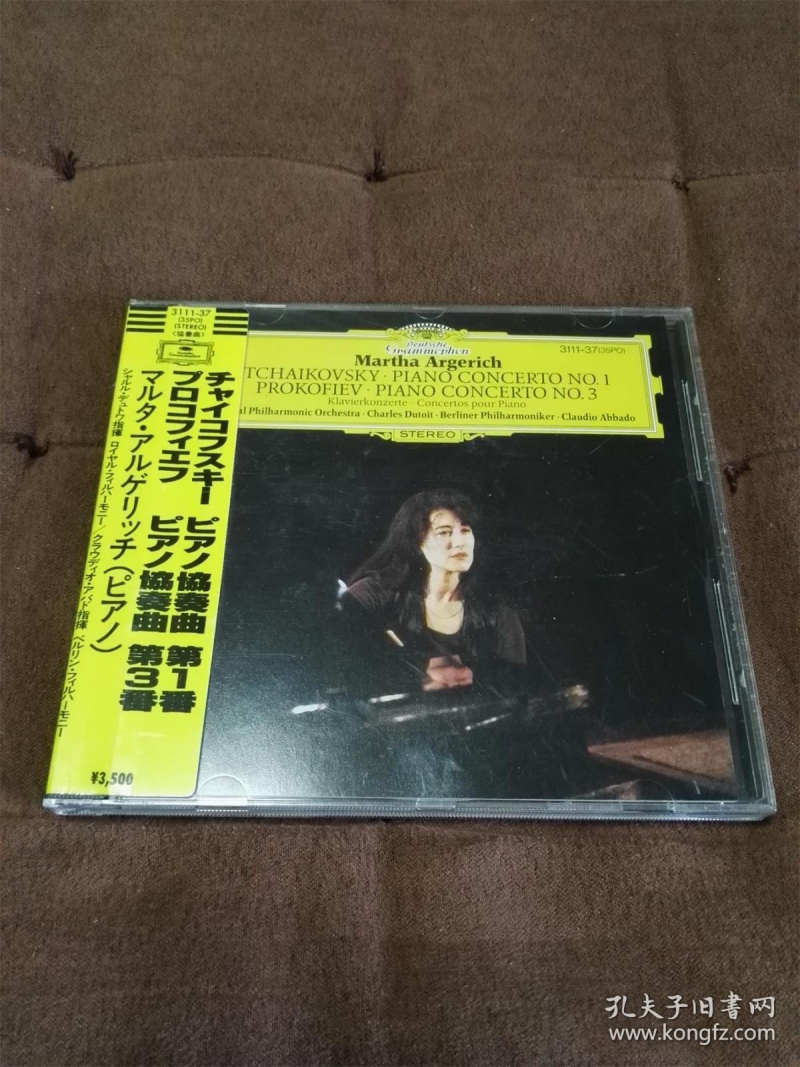 3111-37
(35PO)
(STEREO)
〈協奏曲〉
チャイコフスキー ピアノ協奏曲 第1番
プロコフィエフ ピアノ協奏曲 第3番
マルタ・アルゲリッチ(ピアノ)
シャルル・デュトワ指揮 ロイヤル・フィルハーモニー/クラウディオ・アバド指揮 ベルリン・フィルハーモニー
¥3,500
Deutsche
Grammophon
3111-37(35PO)
Martha Argerich
TCHAIKOVSKY · PIANO CONCERTO NO. 1
PROKOFIEV · PIANO CONCERTO NO. 3
Klavierkonzerte · Concertos pour Piano
al Philharmonic Orchestra · Charles Dutoit · Berliner Philharmoniker · Claudio Abbado
STEREO
孔夫子旧書网
www.kongfz.com